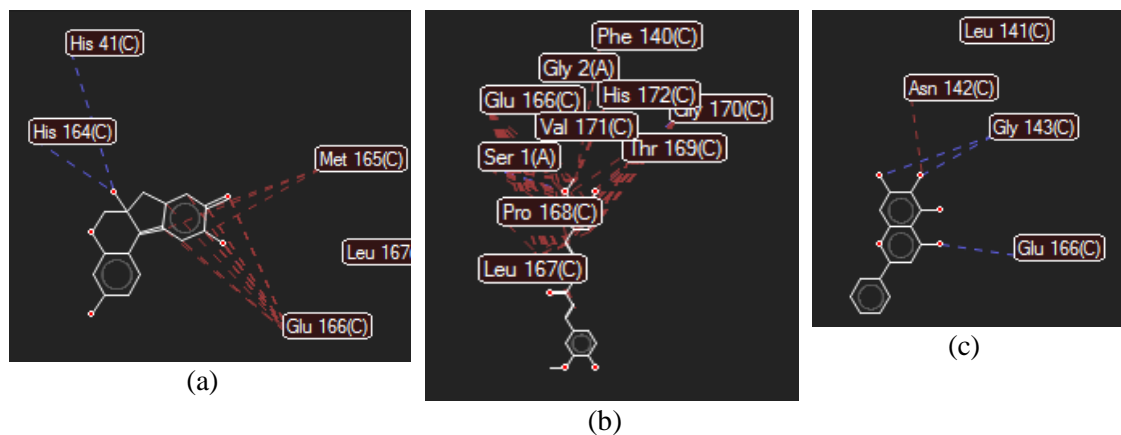 His 41(C)
His 164(C)
Met 165(C)
Leu 167(
Glu 166(C)
(a)
Phe 140(C)
Gly 2(A)
Glu 166(C)
His 172(C)
Gly 170(C)
Val 171(C)
Thr 169(C)
Ser 1(A)
Pro 168(C)
Leu 167(C)
(b)
Leu 141(C)
Asn 142(C)
Gly 143(C)
Glu 166(C)
(c)